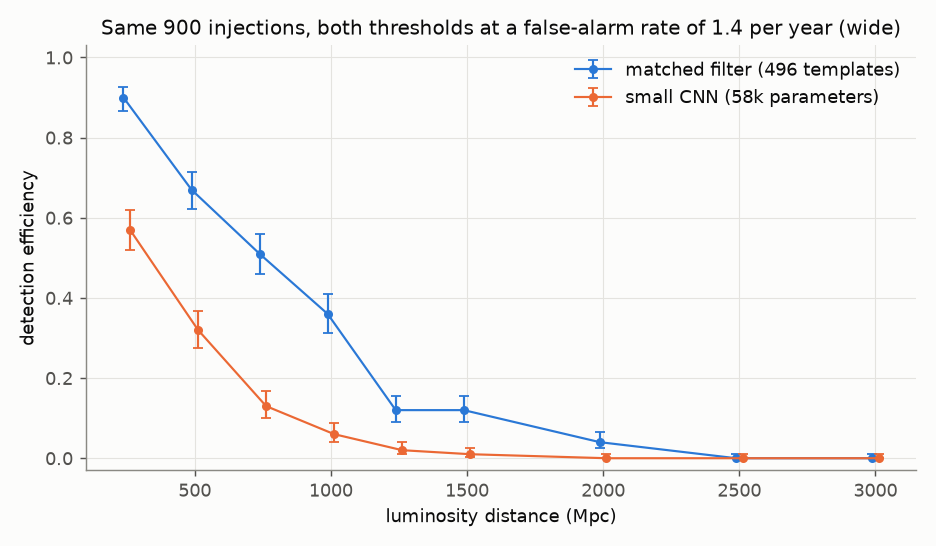 Same 900 injections, both thresholds at a false-alarm rate of 1.4 per year (wide)
matched filter (496 templates)
small CNN (58k parameters)
detection efficiency
1.0
0.8
0.6
0.4
0.2
0.0
500
1000
1500
2000
2500
3000
luminosity distance (Mpc)